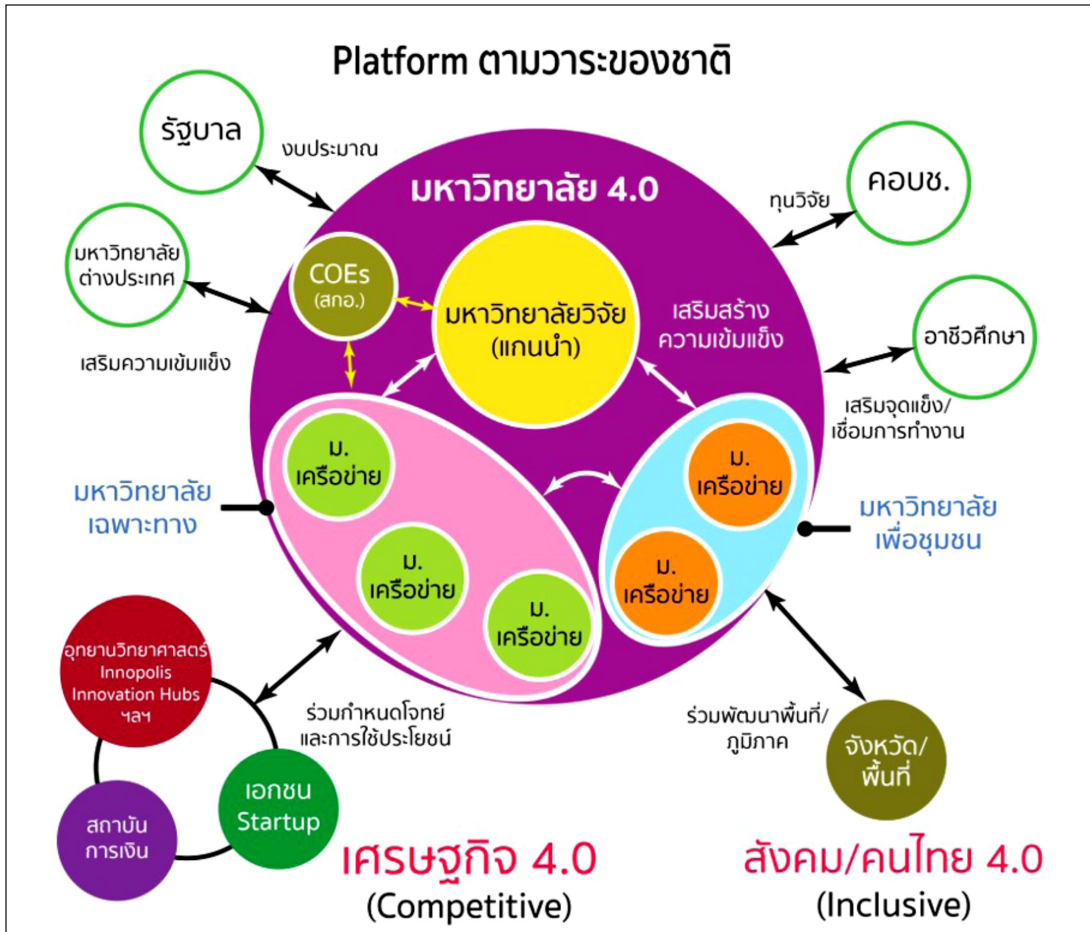 Platform ตามวาระของชาติ
รัฐบาล
งบประมาณ
มหาวิทยาลัย 4.0
คอบช.
ทุนวิจัย
มหาวิทยาลัย
ต่างประเทศ
เสริมความเข้มแข็ง
COEs
(สกอ.)
มหาวิทยาลัยวิจัย
(แกนนำ)
เสริมสร้าง
ความเข้มแข็ง
อาชีวศึกษา
เสริมจุดแข็ง/
เชื่อมการทำงาน
ม.
เครือข่าย
ม.
เครือข่าย
ม.
เครือข่าย
ม.
เครือข่าย
ม.
เครือข่าย
มหาวิทยาลัย
เฉพาะทาง
มหาวิทยาลัย
เพื่อชุมชน
อุทยานวิทยาศาสตร์
Innopolis
Innovation Hubs
ฯลฯ
ร่วมกำหนดโจทย์
และการใช้ประโยชน์
ร่วมพัฒนาพื้นที่/
ภูมิภาค
จังหวัด/
พื้นที่
เอกชน
Startup
สถาบัน
การเงิน
เศรษฐกิจ 4.0
(Competitive)
สังคม/คนไทย 4.0
(Inclusive)